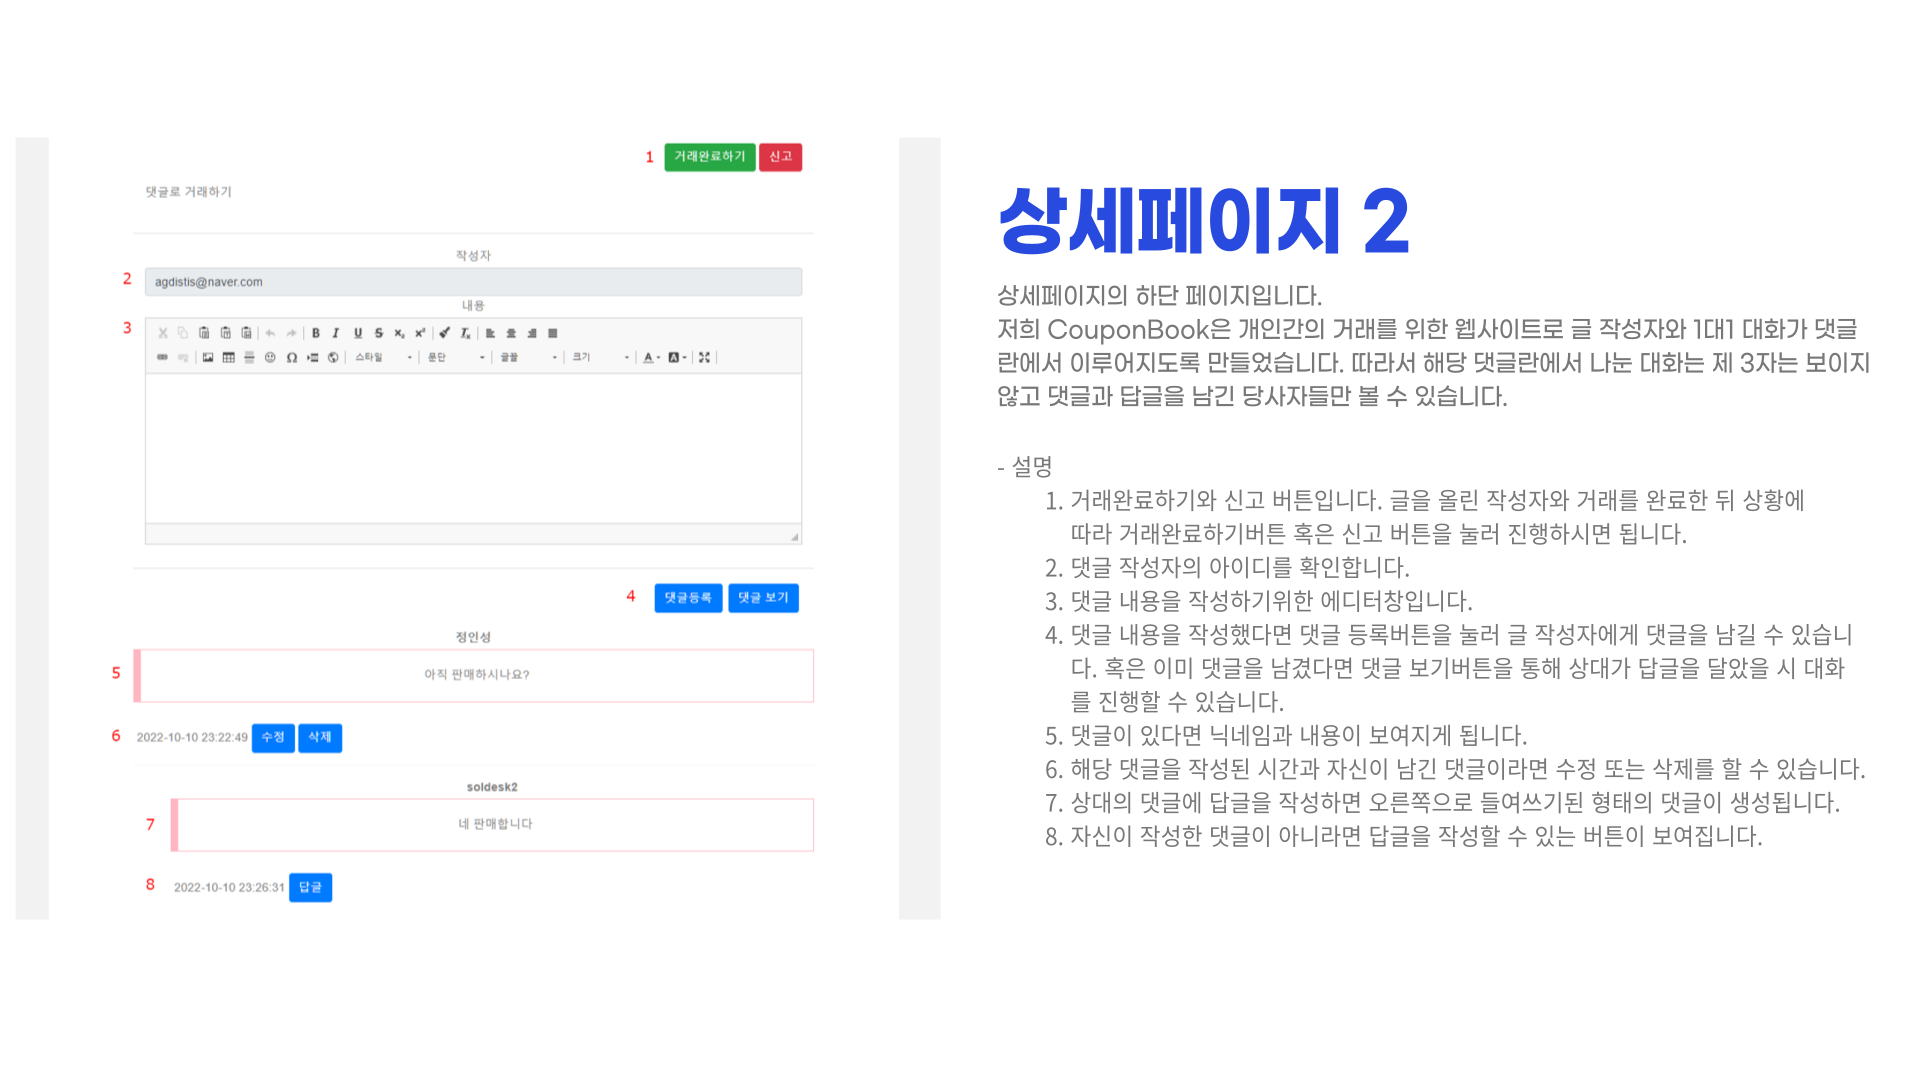 1 거래완료하기 신고
댓글로 거래하기
작성자
2 agdistis@naver.com
내용
3 B I U S x₂ x² Tx
Ω 스타일 문단 글꼴 크기 A A
4 댓글등록 댓글 보기
정인성
5 아직 판매하시나요?
6 2022-10-10 23:22:49 수정 삭제
soldesk2
7 네 판매합니다
8 2022-10-10 23:26:31 답글
상세페이지 2
상세페이지의 하단 페이지입니다.
저희 CouponBook은 개인간의 거래를 위한 웹사이트로 글 작성자와 1대1 대화가 댓글
란에서 이루어지도록 만들었습니다. 따라서 해당 댓글란에서 나눈 대화는 제 3자는 보이지
않고 댓글과 답글을 남긴 당사자들만 볼 수 있습니다.
- 설명
1. 거래완료하기와 신고 버튼입니다. 글을 올린 작성자와 거래를 완료한 뒤 상황에
따라 거래완료하기버튼 혹은 신고 버튼을 눌러 진행하시면 됩니다.
2. 댓글 작성자의 아이디를 확인합니다.
3. 댓글 내용을 작성하기위한 에디터창입니다.
4. 댓글 내용을 작성했다면 댓글 등록버튼을 눌러 글 작성자에게 댓글을 남길 수 있습니
다. 혹은 이미 댓글을 남겼다면 댓글 보기버튼을 통해 상대가 답글을 달았을 시 대화
를 진행할 수 있습니다.
5. 댓글이 있다면 닉네임과 내용이 보여지게 됩니다.
6. 해당 댓글을 작성된 시간과 자신이 남긴 댓글이라면 수정 또는 삭제를 할 수 있습니다.
7. 상대의 댓글에 답글을 작성하면 오른쪽으로 들여쓰기된 형태의 댓글이 생성됩니다.
8. 자신이 작성한 댓글이 아니라면 답글을 작성할 수 있는 버튼이 보여집니다.